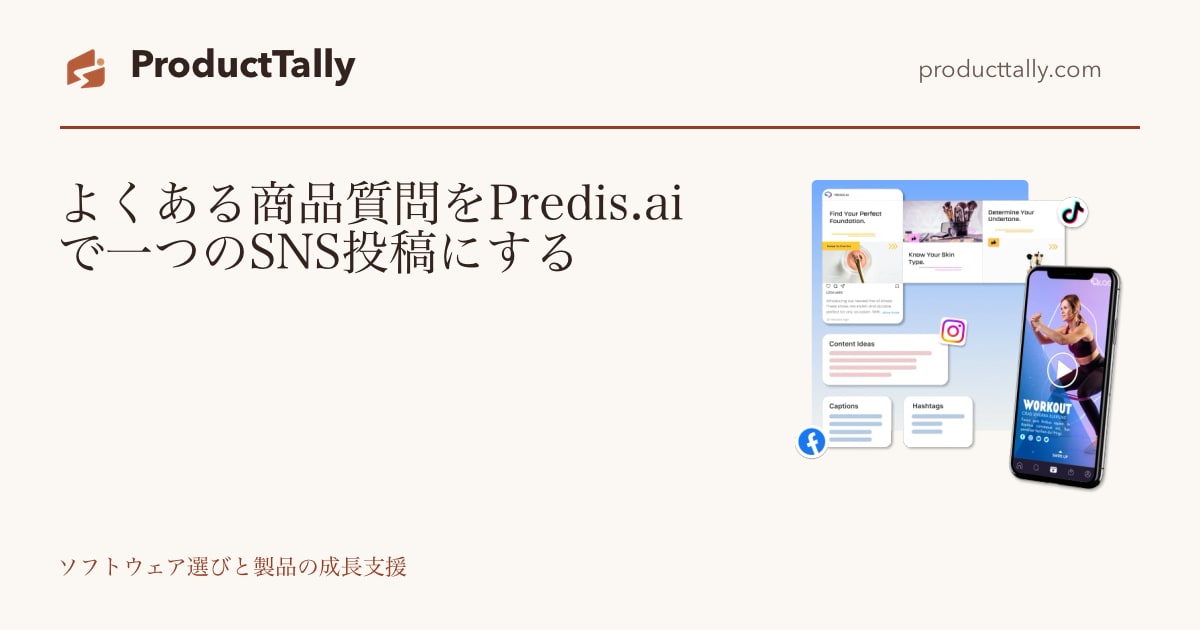 ProductTally
producttally.com
よくある商品質問をPredis.ai
で一つのSNS投稿にする
Find Your Perfect
Foundation.
Determine Your
Undertone.
Know Your Skin
Type.
Content Ideas
Captions
Hashtags
WORKOUT
SWIPE UP
ソフトウェア選びと製品の成長支援